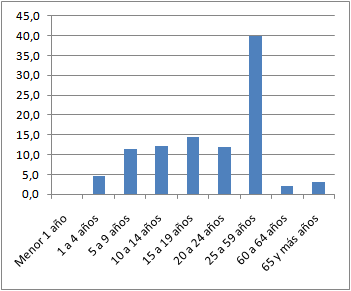 45,0
40,0
35,0
30,0
25,0
20,0
15,0
10,0
5,0
0,0
Menor 1 año
1 a 4 años
5 a 9 años
10 a 14 años
15 a 19 años
20 a 24 años
25 a 59 años
60 a 64 años
65 y más años